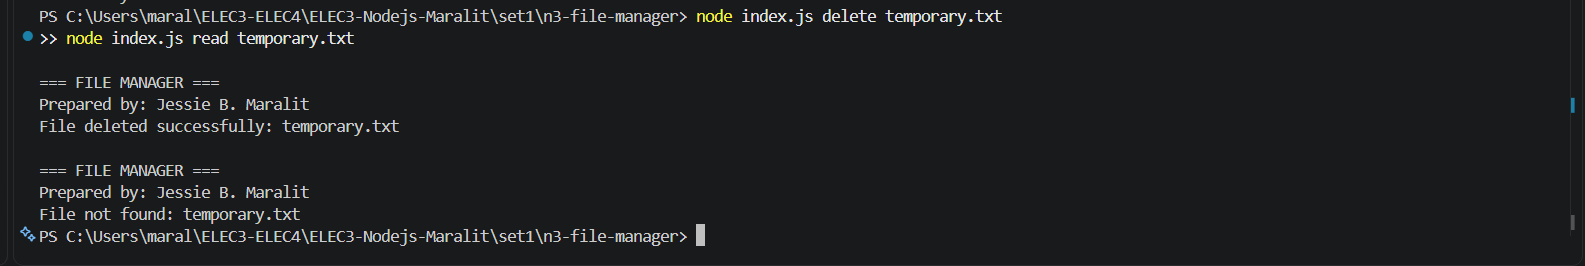 PS C:\Users\maral\ELEC3-ELEC4\ELEC3-Nodejs-Maralit\set1\n3-file-manager> node index.js delete temporary.txt
>> node index.js read temporary.txt
=== FILE MANAGER ===
Prepared by: Jessie B. Maralit
File deleted successfully: temporary.txt
=== FILE MANAGER ===
Prepared by: Jessie B. Maralit
File not found: temporary.txt
PS C:\Users\maral\ELEC3-ELEC4\ELEC3-Nodejs-Maralit\set1\n3-file-manager>